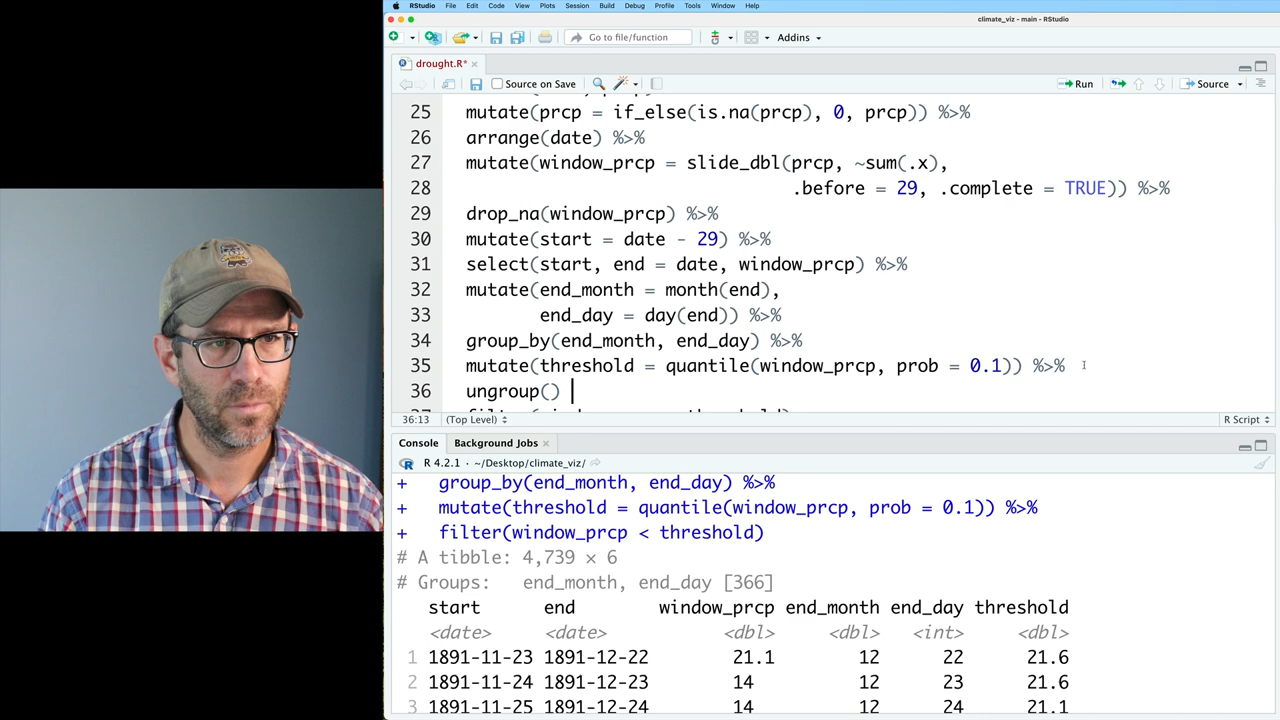 RStudio File Edit Code View Plots Session Build Debug Profile Tools Window Help
climate_viz - main - RStudio
Go to file/function Addins
drought.R*
Source on Save Run Source
25 mutate(prcp = if_else(is.na(prcp), 0, prcp)) %>%
26 arrange(date) %>%
27 mutate(window_prcp = slide_dbl(prcp, ~sum(.x),
28 .before = 29, .complete = TRUE)) %>%
29 drop_na(window_prcp) %>%
30 mutate(start = date - 29) %>%
31 select(start, end = date, window_prcp) %>%
32 mutate(end_month = month(end),
33 end_day = day(end)) %>%
34 group_by(end_month, end_day) %>%
35 mutate(threshold = quantile(window_prcp, prob = 0.1)) %>%
36 ungroup()
36:13 (Top Level) R Script
Console Background Jobs
R 4.2.1 · ~/Desktop/climate_viz/
+ group_by(end_month, end_day) %>%
+ mutate(threshold = quantile(window_prcp, prob = 0.1)) %>%
+ filter(window_prcp < threshold)
# A tibble: 4,739 × 6
# Groups: end_month, end_day [366]
start end window_prcp end_month end_day threshold
<date> <date> <dbl> <dbl> <int> <dbl>
1 1891-11-23 1891-12-22 21.1 12 22 21.6
2 1891-11-24 1891-12-23 14 12 23 21.6
3 1891-11-25 1891-12-24 14 12 24 21.1